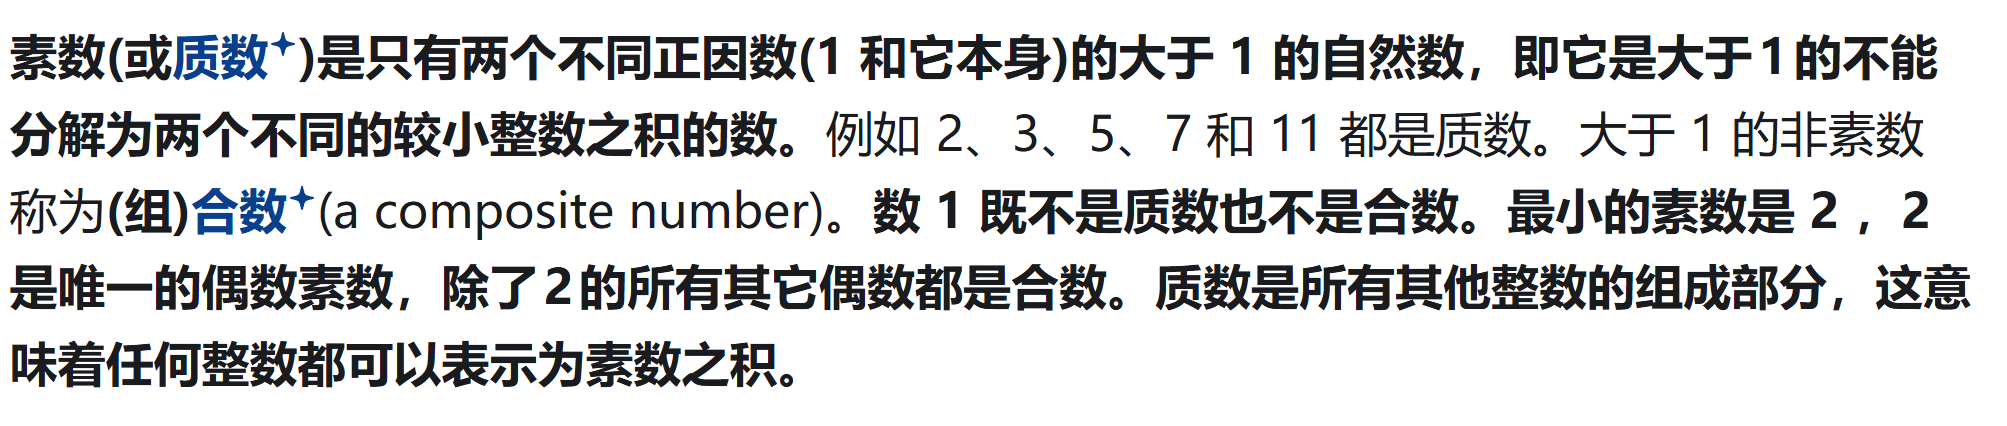 素数(或质数✦)是只有两个不同正因数(1 和它本身)的大于 1 的自然数，即它是大于1的不能
分解为两个不同的较小整数之积的数。例如 2、3、5、7 和 11 都是质数。大于 1 的非素数
称为(组)合数✦(a composite number)。数 1 既不是质数也不是合数。最小的素数是 2 ，2
是唯一的偶数素数，除了2的所有其它偶数都是合数。质数是所有其他整数的组成部分，这意
味着任何整数都可以表示为素数之积。